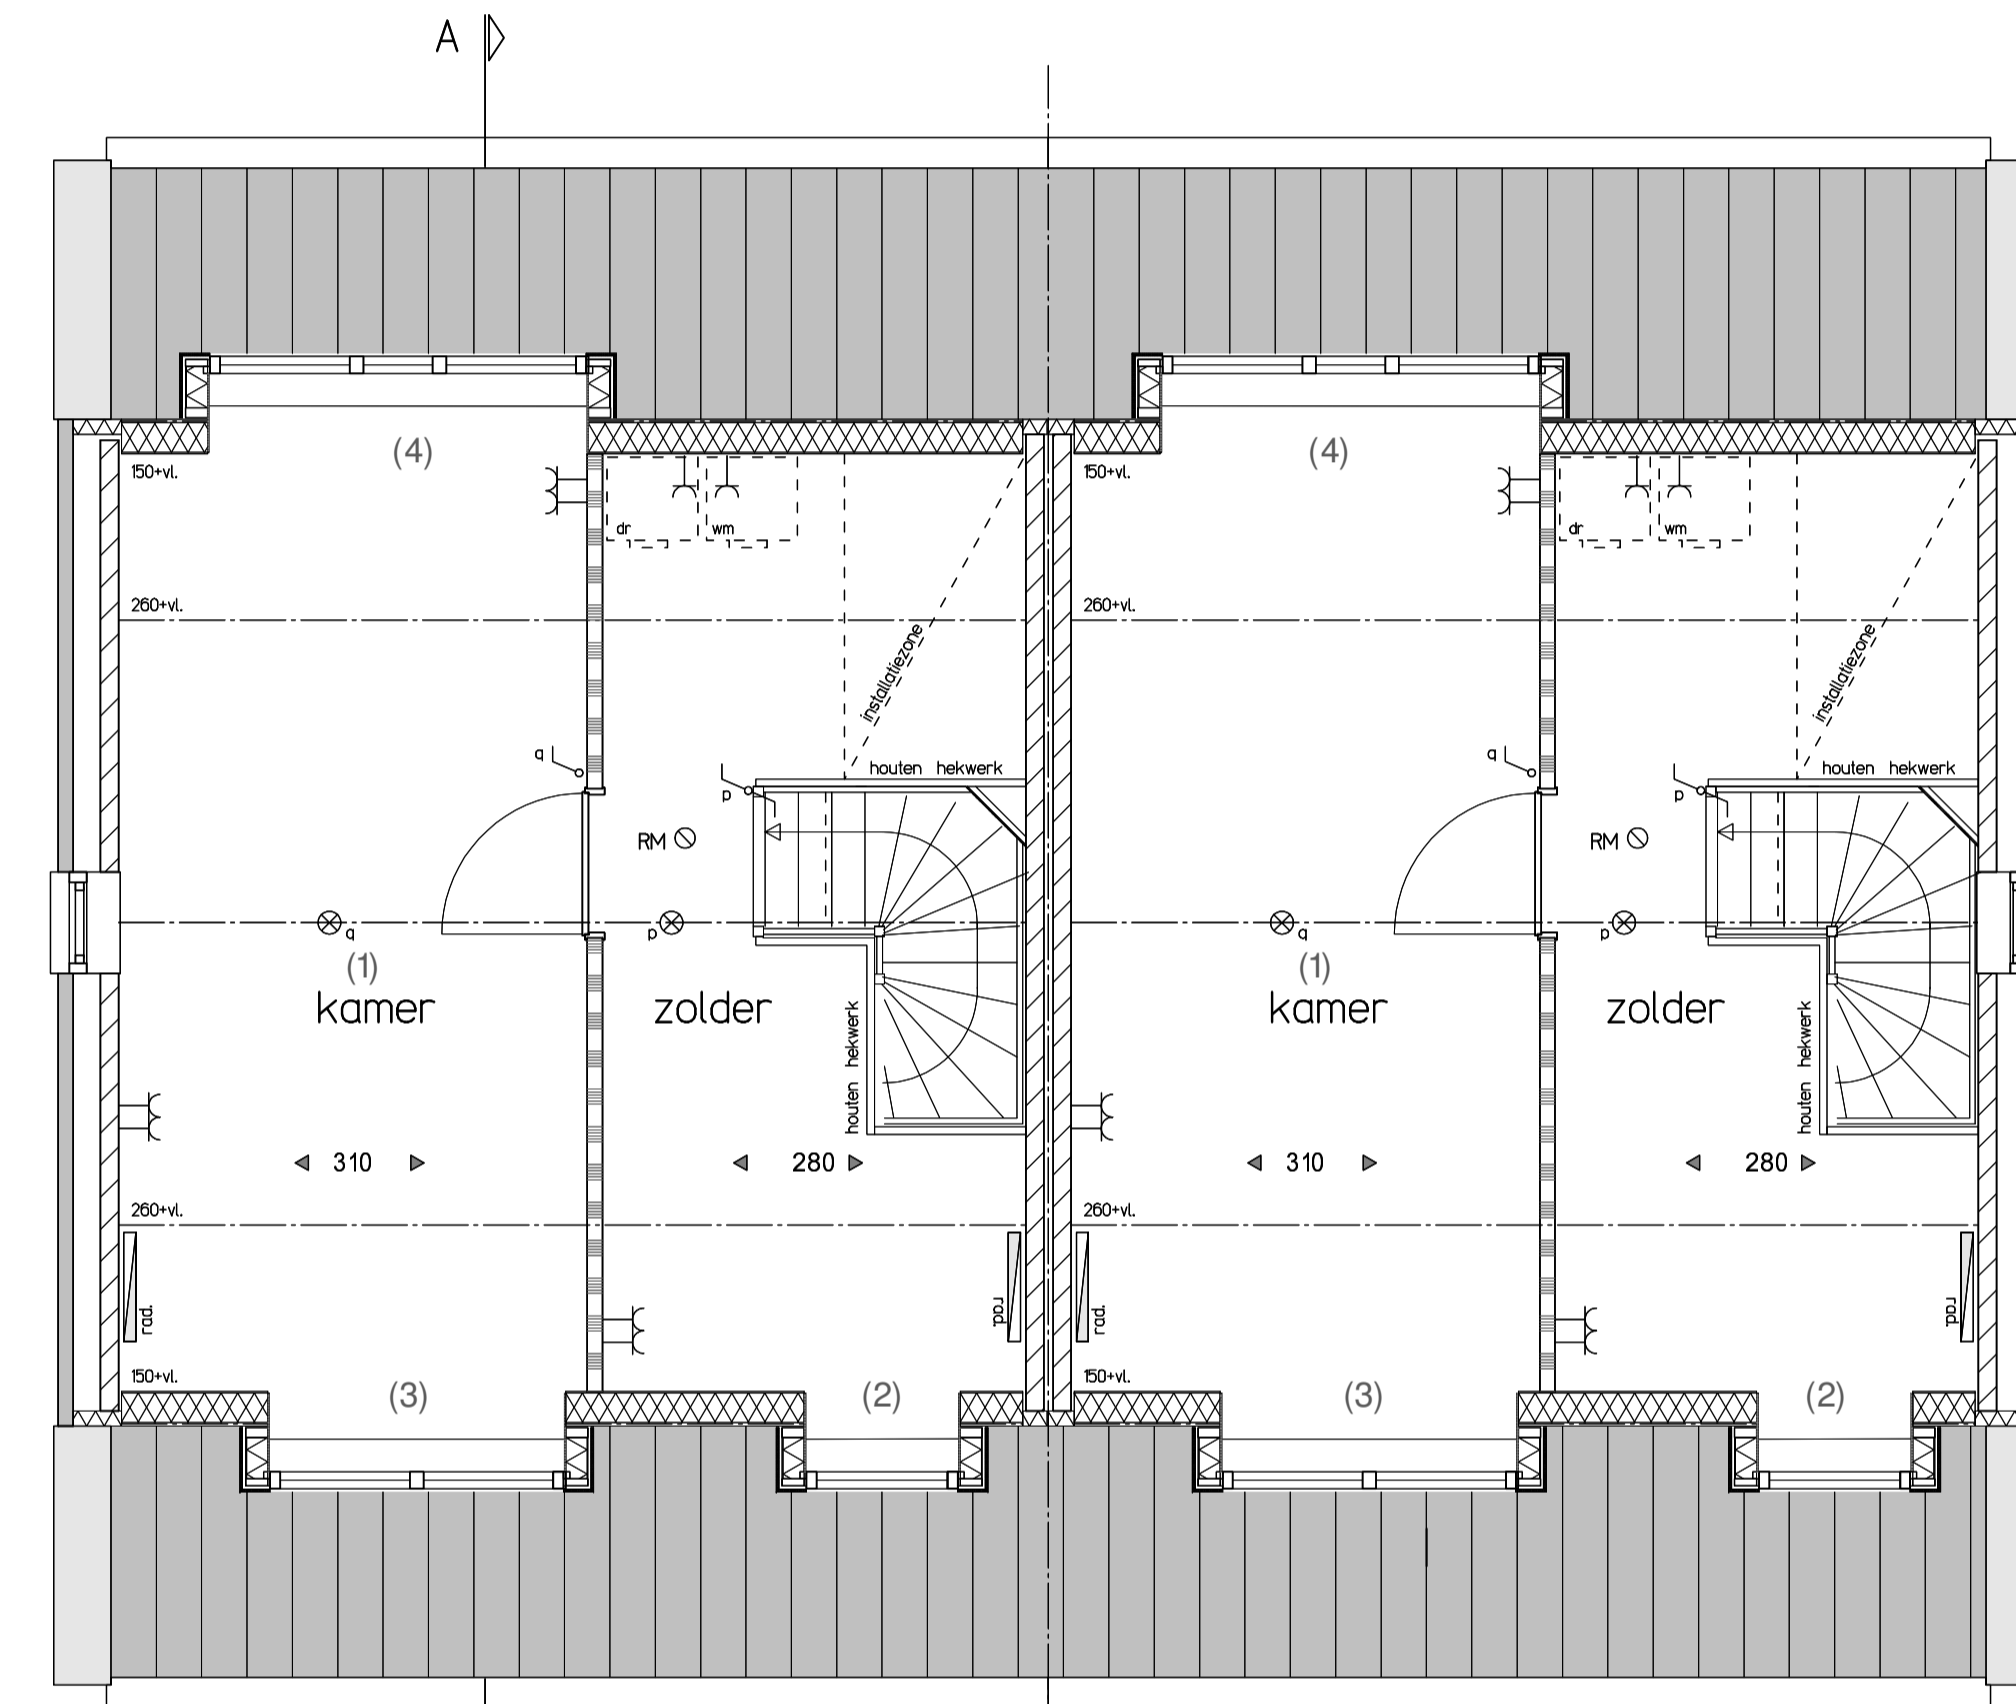 A
(4) (4)
150+vl. 150+vl.
dr wm dr wm
260+vl. 260+vl.
installatiezone installatiezone
q q
houten hekwerk houten hekwerk
p p
RM RM
q p q p
(1) (1)
kamer zolder kamer zolder
houten hekwerk houten hekwerk
310 280 310 280
260+vl. 260+vl.
rad. rad. rad. rad.
150+vl. 150+vl.
(3) (2) (3) (2)